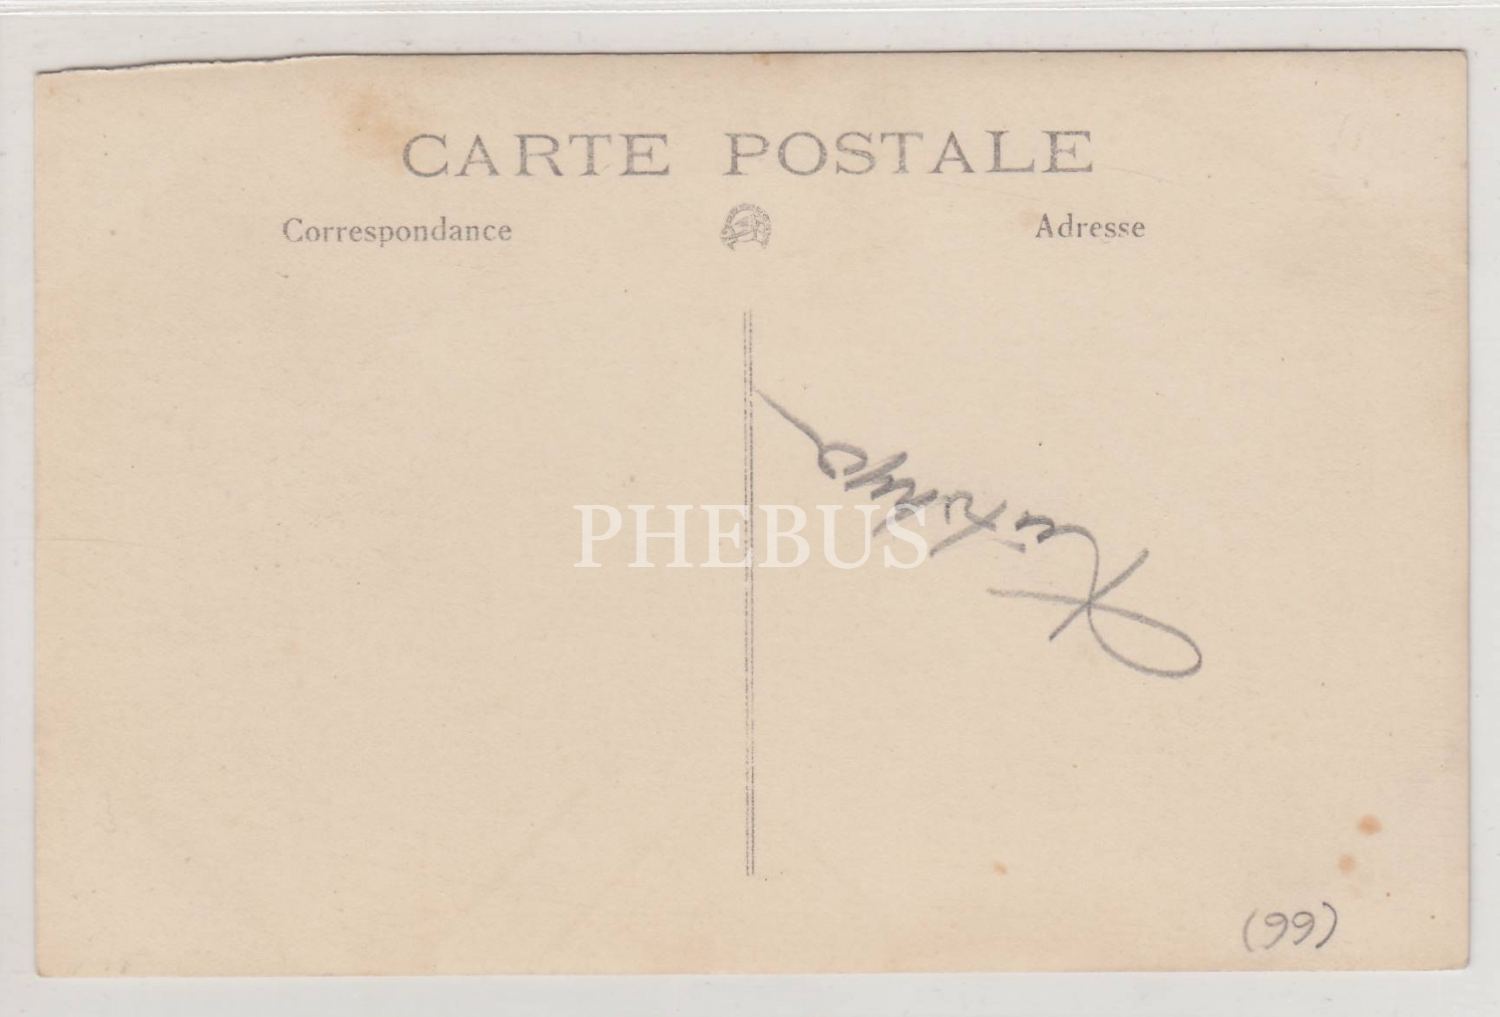 CARTE POSTALE
Correspondance
Adresse
PHEBUS
(99)